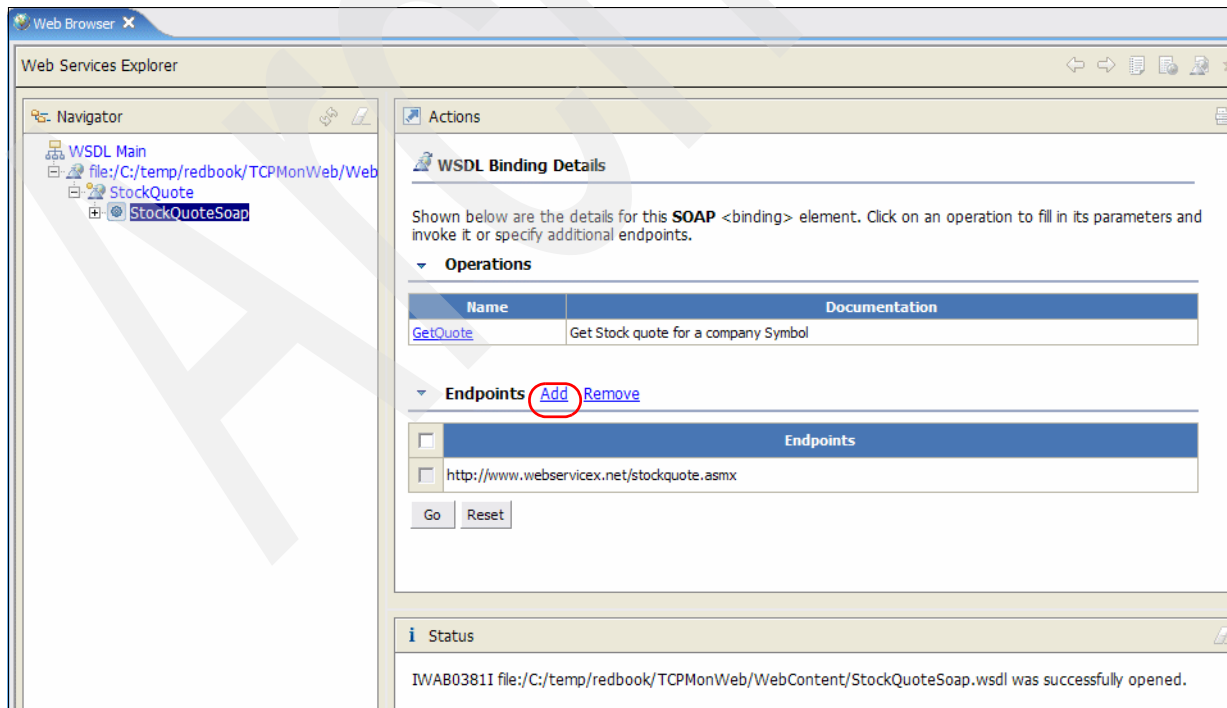 Web Browser
Web Services Explorer
Navigator
WSDL Main
file:/C:/temp/redbook/TCPMonWeb/Web
StockQuote
StockQuoteSoap
Actions
WSDL Binding Details
Shown below are the details for this SOAP <binding> element. Click on an operation to fill in its parameters and
invoke it or specify additional endpoints.
Operations
Name Documentation
GetQuote Get Stock quote for a company Symbol
Endpoints Add Remove
Endpoints
http://www.webservicex.net/stockquote.asmx
Go Reset
i Status
IWAB0381I file:/C:/temp/redbook/TCPMonWeb/WebContent/StockQuoteSoap.wsdl was successfully opened.